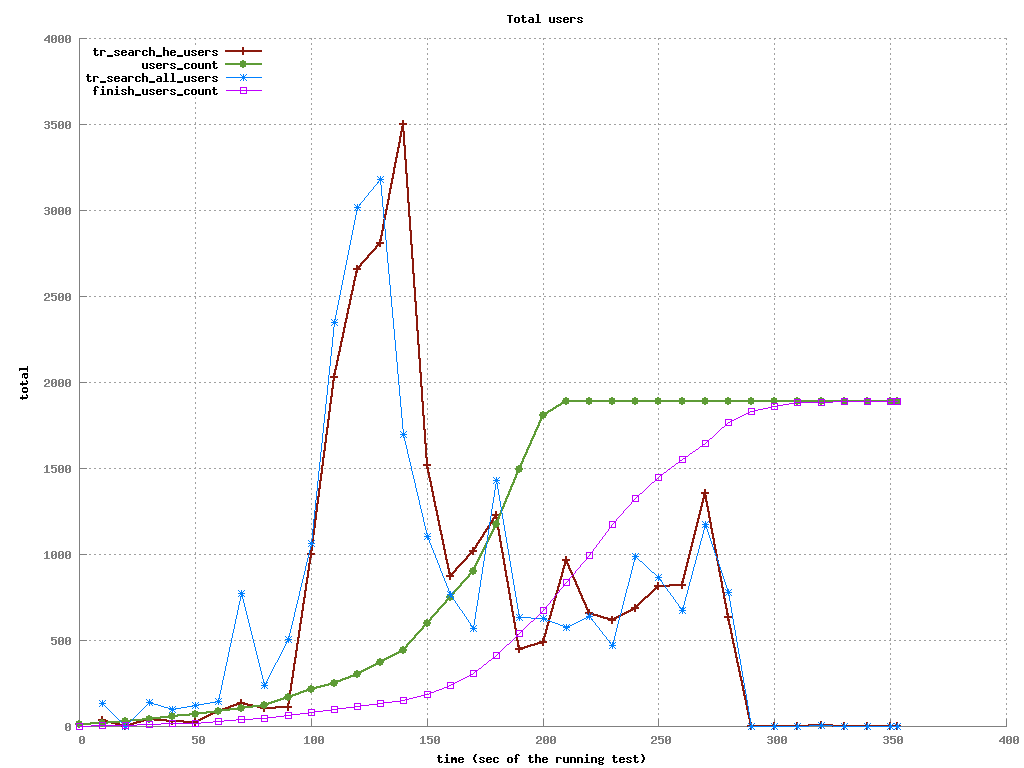 Total users
tr_search_he_users
users_count
tr_search_all_users
finish_users_count
4000
3500
3000
2500
2000
1500
1000
500
0
total
0 50 100 150 200 250 300 350 400
time (sec of the running test)